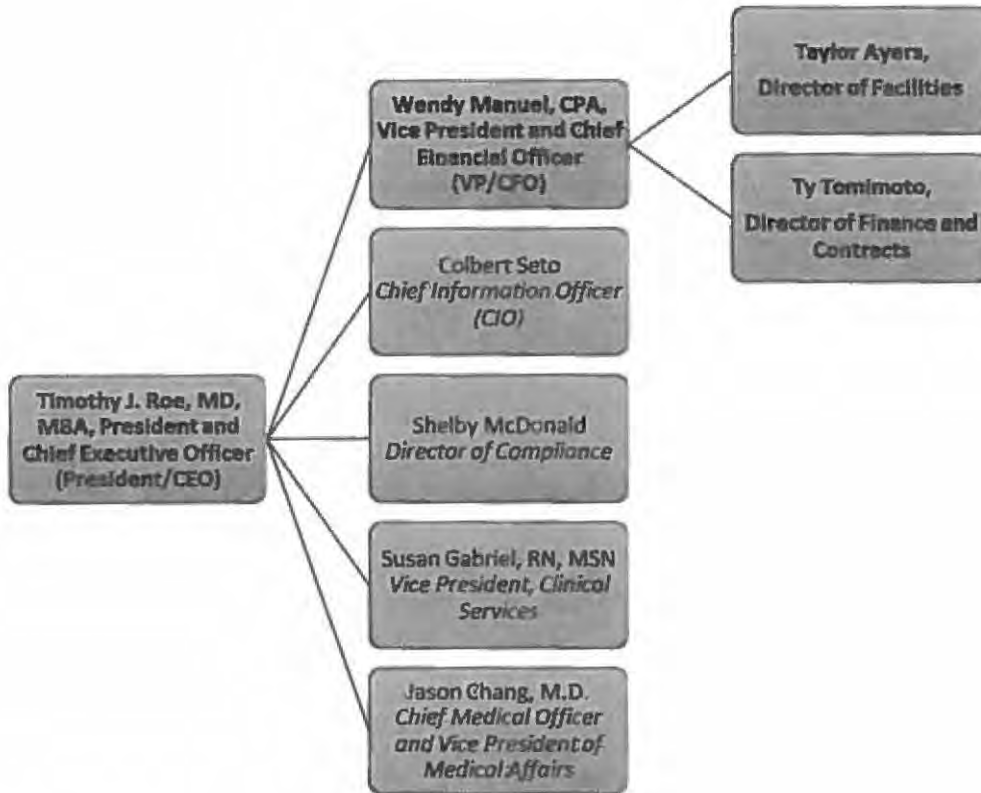 Timothy J. Roe, MD,
MBA, President and
Chief Executive Officer
(President/CEO)
Wendy Manuel, CPA,
Vice President and Chief
Financial Officer
(VP/CFO)
Taylor Ayers,
Director of Facilities
Ty Tomimoto,
Director of Finance and
Contracts
Colbert Seto
Chief Information Officer
(CIO)
Shelby McDonald
Director of Compliance
Susan Gabriel, RN, MSN
Vice President, Clinical
Services
Jason Chang, M.D.
Chief Medical Officer
and Vice President of
Medical Affairs